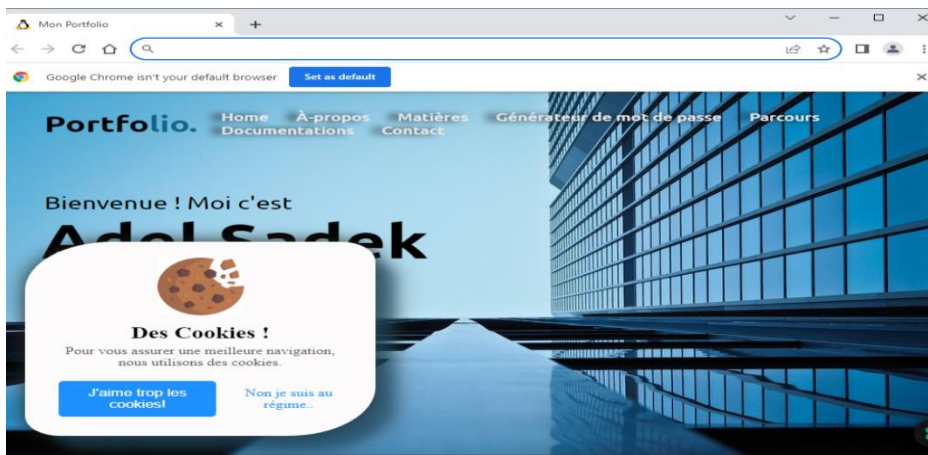 Mon Portfolio
Google Chrome isn't your default browser Set as default
Portfolio.
Home À-propos Matières Générateur de mot de passe Parcours
Documentations Contact
Bienvenue ! Moi c'est
Adel Sadek
Des Cookies !
Pour vous assurer une meilleure navigation,
nous utilisons des cookies.
J'aime trop les
cookies!
Non je suis au
régime..